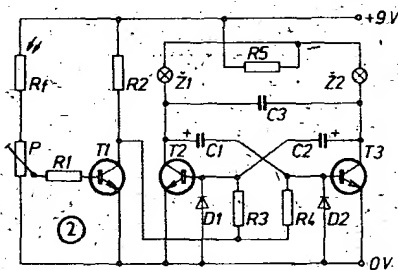 +9V
R5
Rf
R2
Ž1
Ž2
C3
+
+
P
R1
T1
T2
C1
C2
T3
D1
R3
R4
D2
2
0V